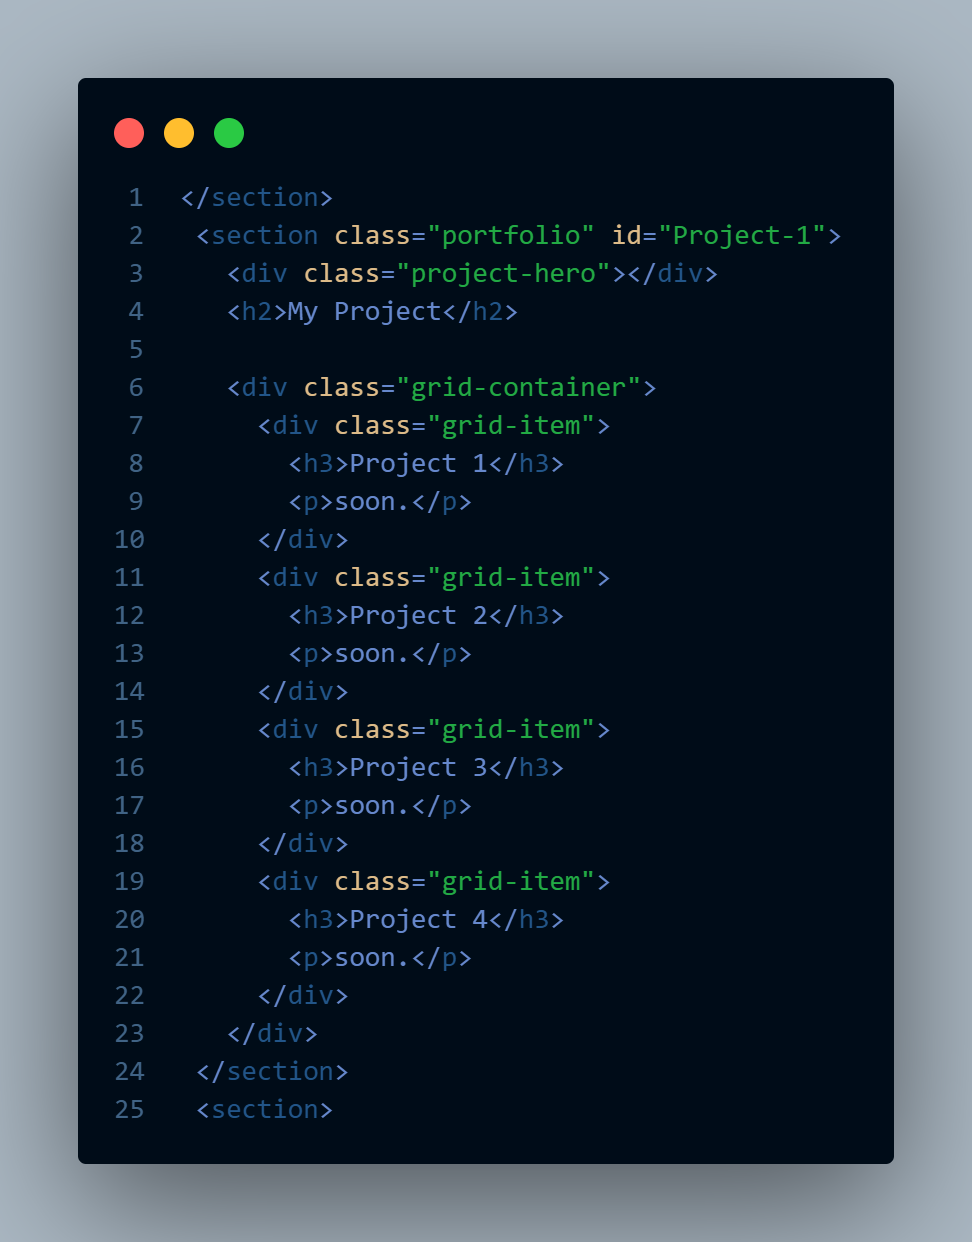 1 </section>
2 <section class="portfolio" id="Project-1">
3 <div class="project-hero"></div>
4 <h2>My Project</h2>
5
6 <div class="grid-container">
7 <div class="grid-item">
8 <h3>Project 1</h3>
9 <p>soon.</p>
10 </div>
11 <div class="grid-item">
12 <h3>Project 2</h3>
13 <p>soon.</p>
14 </div>
15 <div class="grid-item">
16 <h3>Project 3</h3>
17 <p>soon.</p>
18 </div>
19 <div class="grid-item">
20 <h3>Project 4</h3>
21 <p>soon.</p>
22 </div>
23 </div>
24 </section>
25 <section>